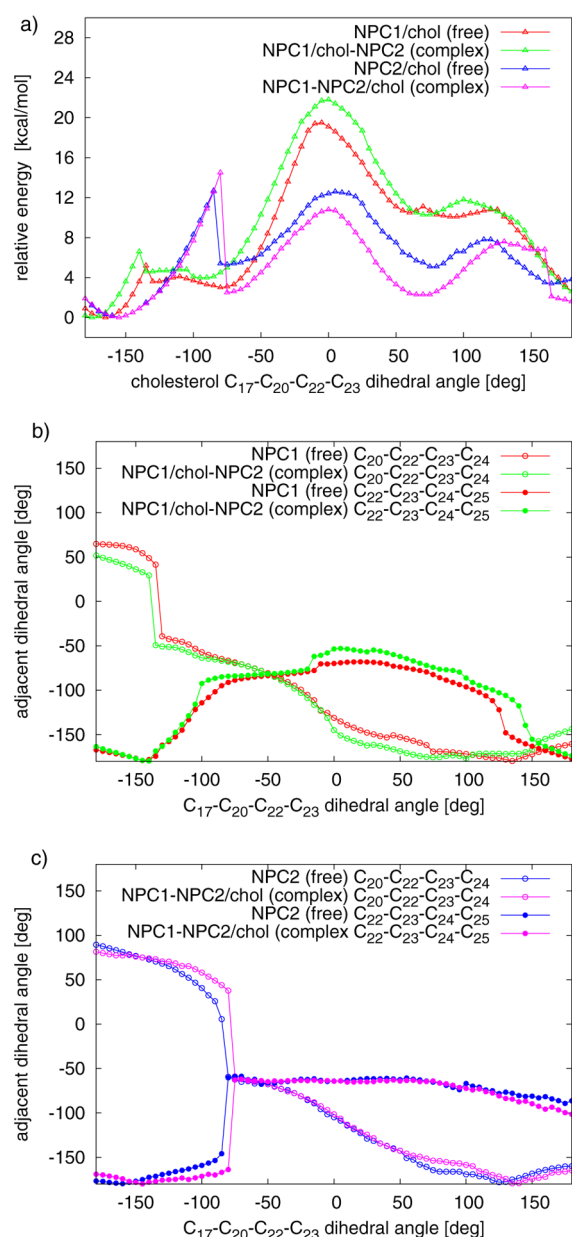 a)
NPC1/chol (free)
NPC1/chol-NPC2 (complex)
NPC2/chol (free)
NPC1-NPC2/chol (complex)
relative energy [kcal/mol]
28
24
20
16
12
8
4
0
-150 -100 -50 0 50 100 150
cholesterol C17-C20-C22-C23 dihedral angle [deg]
b)
NPC1 (free) C20-C22-C23-C24
NPC1/chol-NPC2 (complex) C20-C22-C23-C24
NPC1 (free) C22-C23-C24-C25
NPC1/chol-NPC2 (complex) C22-C23-C24-C25
adjacent dihedral angle [deg]
150
100
50
0
-50
-100
-150
-150 -100 -50 0 50 100 150
C17-C20-C22-C23 dihedral angle [deg]
c)
NPC2 (free) C20-C22-C23-C24
NPC1-NPC2/chol (complex) C20-C22-C23-C24
NPC2 (free) C22-C23-C24-C25
NPC1-NPC2/chol (complex C22-C23-C24-C25
adjacent dihedral angle [deg]
150
100
50
0
-50
-100
-150
-150 -100 -50 0 50 100 150
C17-C20-C22-C23 dihedral angle [deg]